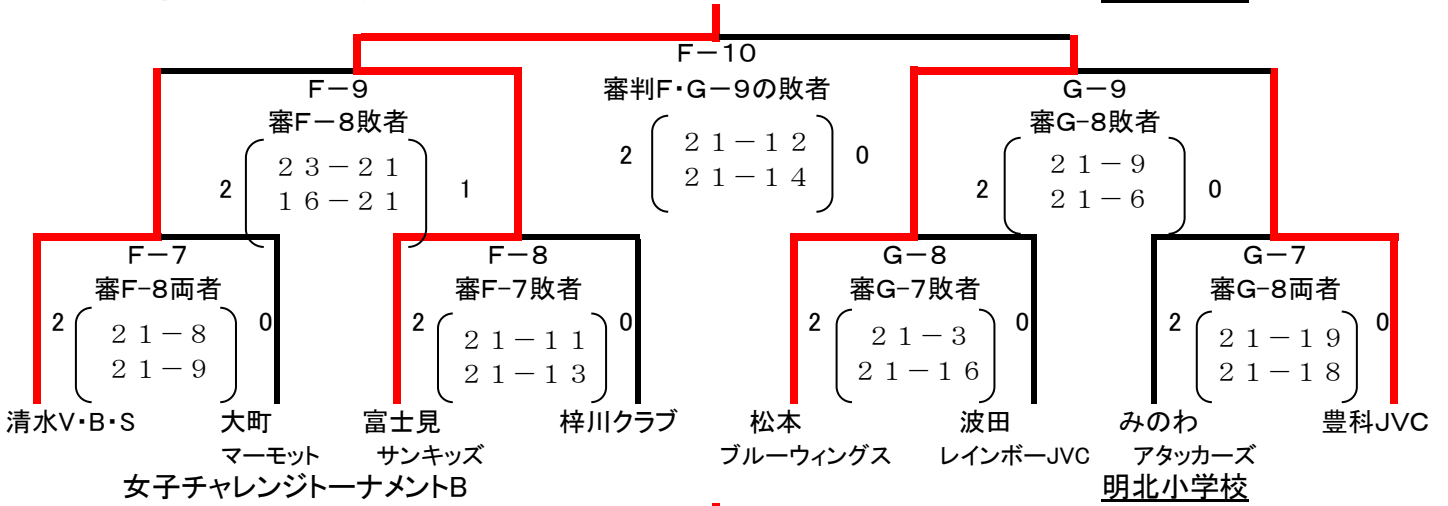 F－10
審判F・G－9の敗者
２１－１２
２１－１４
2
0
F－9
審F－8敗者
２３－２１
１６－２１
2
1
G－9
審G-8敗者
２１－９
２１－６
2
0
F－7
審F-8両者
２１－８
２１－９
2
0
F－8
審F-7敗者
２１－１１
２１－１３
2
0
G－8
審G-7敗者
２１－３
２１－１６
2
0
G－7
審G-8両者
２１－１９
２１－１８
2
0
清水V・B・S
大町
マーモット
富士見
サンキッズ
梓川クラブ
松本
ブルーウィングス
波田
レインボーJVC
みのわ
アタッカーズ
豊科JVC
女子チャレンジトーナメントB
明北小学校